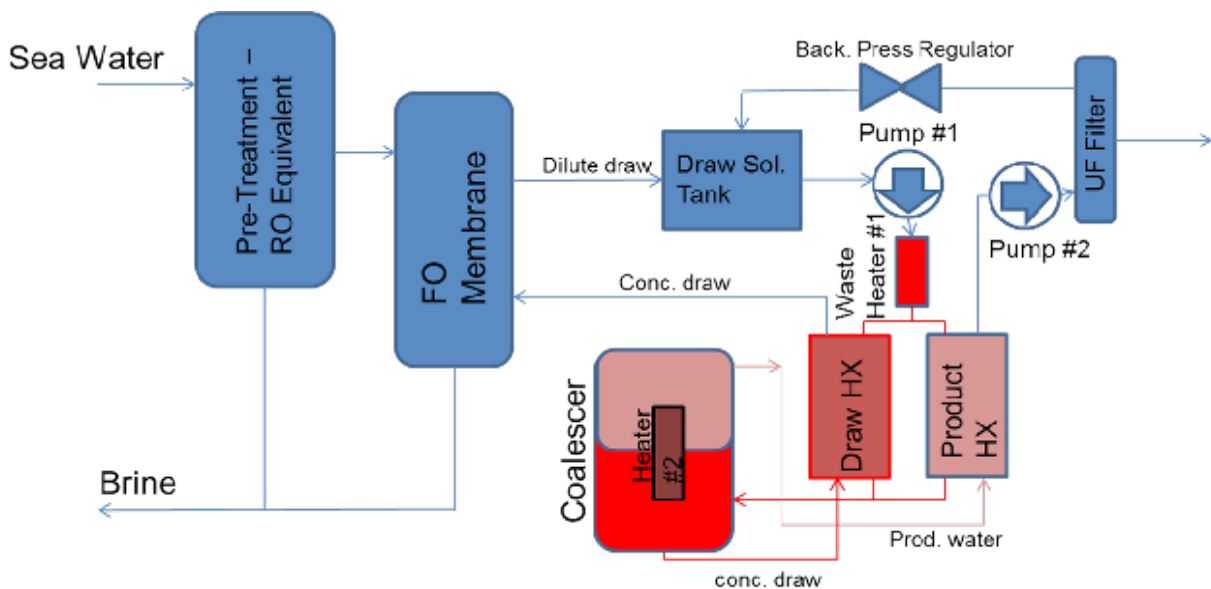 Sea Water
Pre-Treatment –
RO Equivalent
FO
Membrane
Brine
Dilute draw
Draw Sol.
Tank
Back. Press Regulator
Pump #1
Pump #2
UF Filter
Waste
Heater #1
Conc. draw
Draw HX
Product
HX
Coalescer
Heater
#2
Prod. water
conc. draw